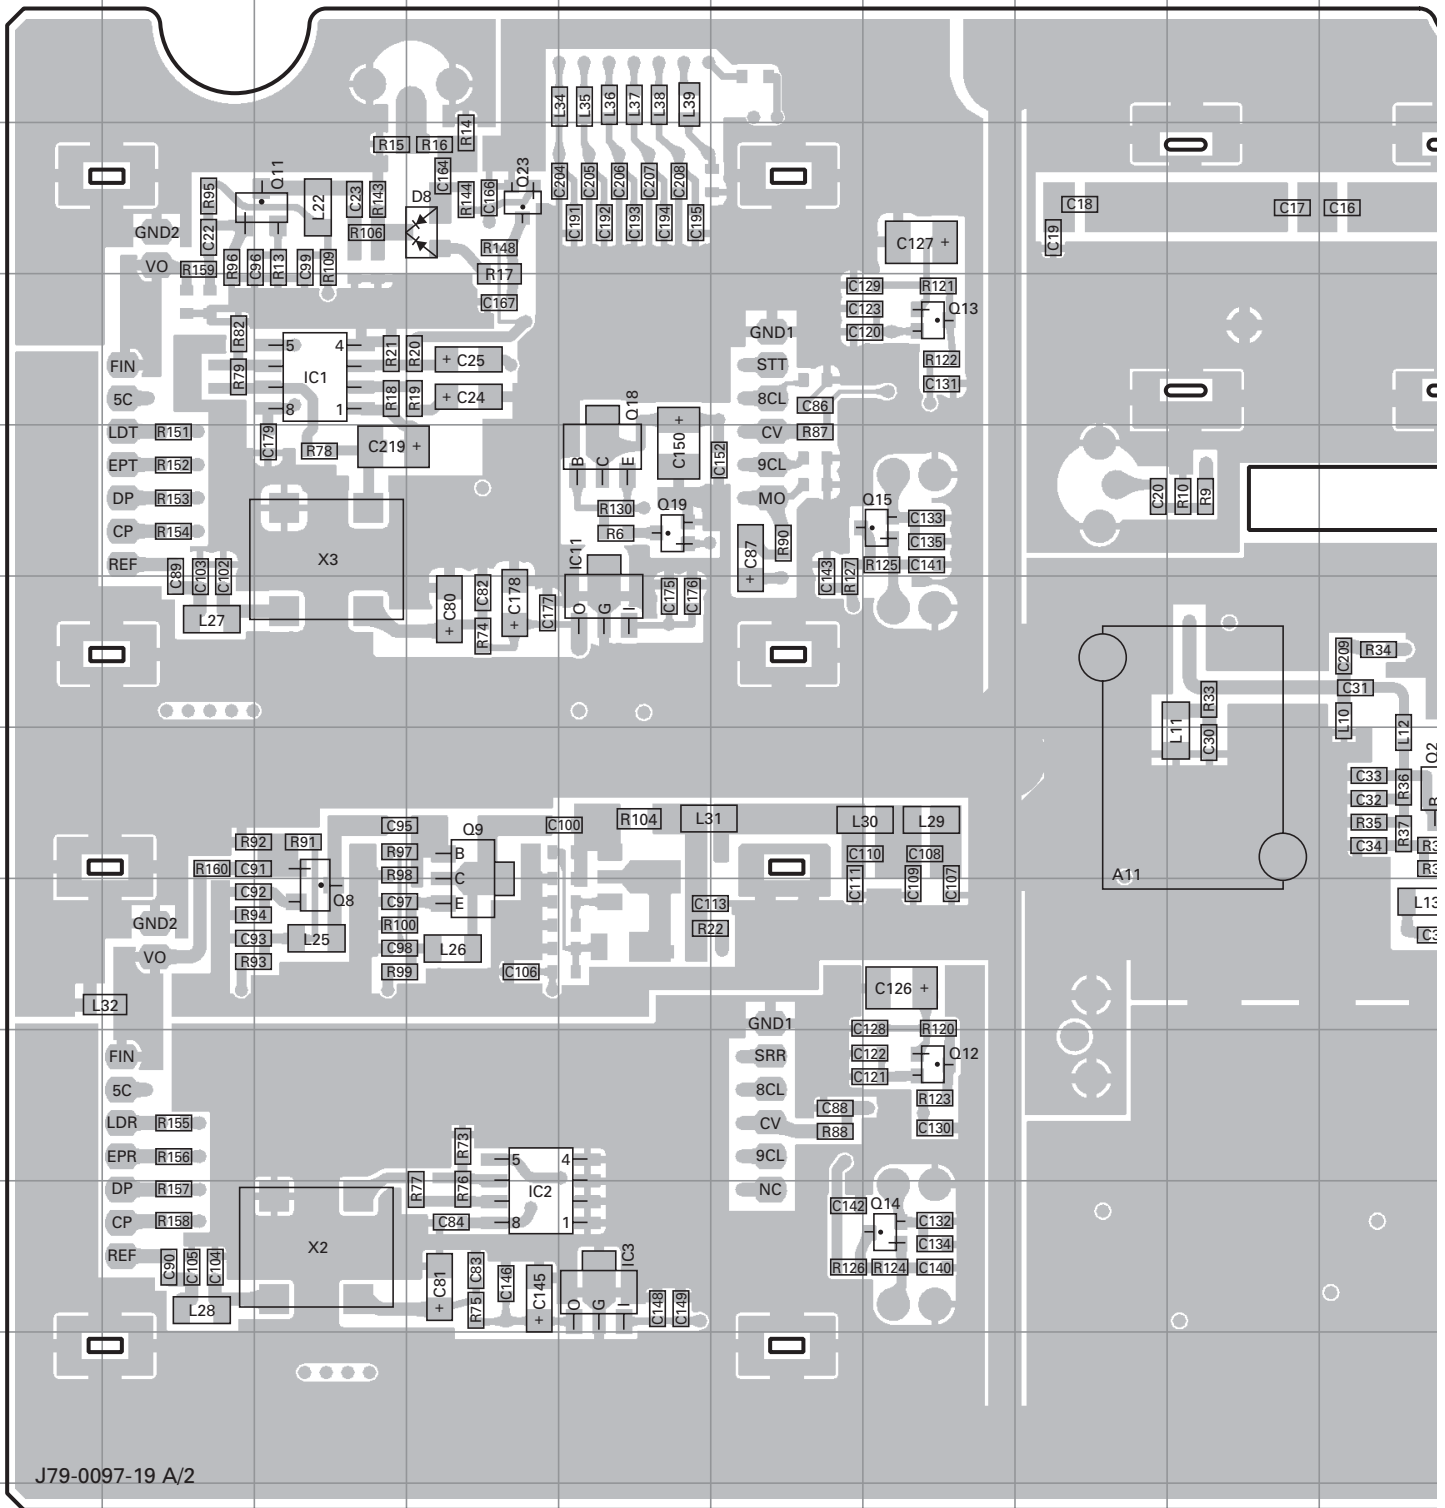 L34 L35 L36 L37 L38 L39
R14
R15 R16
Q11 C164 Q23
C204 C205 C206 C207 C208
R95 L22 C23 R143 D8 R144 C166
C18 C17 C16
C191 C192 C193 C194 C195
GND2 C22 R106 C19
C127 +
R148
VO R159 R96 C96 R13 C99 R109 R17
C129 R121
C167
C123 Q13
C120
R82 GND1
5 4
R21 R20 + C25 R122
FIN R79 IC1 STT
C131
5C R18 R19 + C24 8CL C86
8 1 Q18
LDT R151 C179 CV R87
R78 C219 + + C150 C152
EPT R152 B C E 9CL
DP R153 MO Q15 C20 R10 R9
R130 Q19
C133
CP R154 R6
C135
X3 IC11 C87 + R90
REF R125 C141
C89 C103 C102 C143 R127
C80 + C82 C178 + C177 C175 C176
L27 O G I
R74
C209 R34
C31
R33
L11 C30 L10 L12
Q2
C33 R36
C32 B
C95 Q9 C100 R104 L31 L30 L29 R35 R37
R92 R91 C34 R3
R97 B C110 C108
R160 C91 R98 C C111 C109 C107 A11 R3
C92 Q8 C97 E C113 L13
R94
GND2 R100 R22
C93 L25 C98 L26 C3
VO R93 R99 C106
C126 +
L32
GND1 C128 R120
FIN SRR C122 Q12
C121
5C 8CL
R123
C88
LDR R155 CV R88 C130
R73
EPR R156 5 4 9CL
DP R157 R77 R76 IC2 NC
C142 Q14
CP R158 C84 8 1 C132
C134
X2 IC3
REF R126 R124 C140
C90 C105 C104 C81 + C83 C146 C145 +
L28 R75 O G I C148 C149
J79-0097-19 A/2